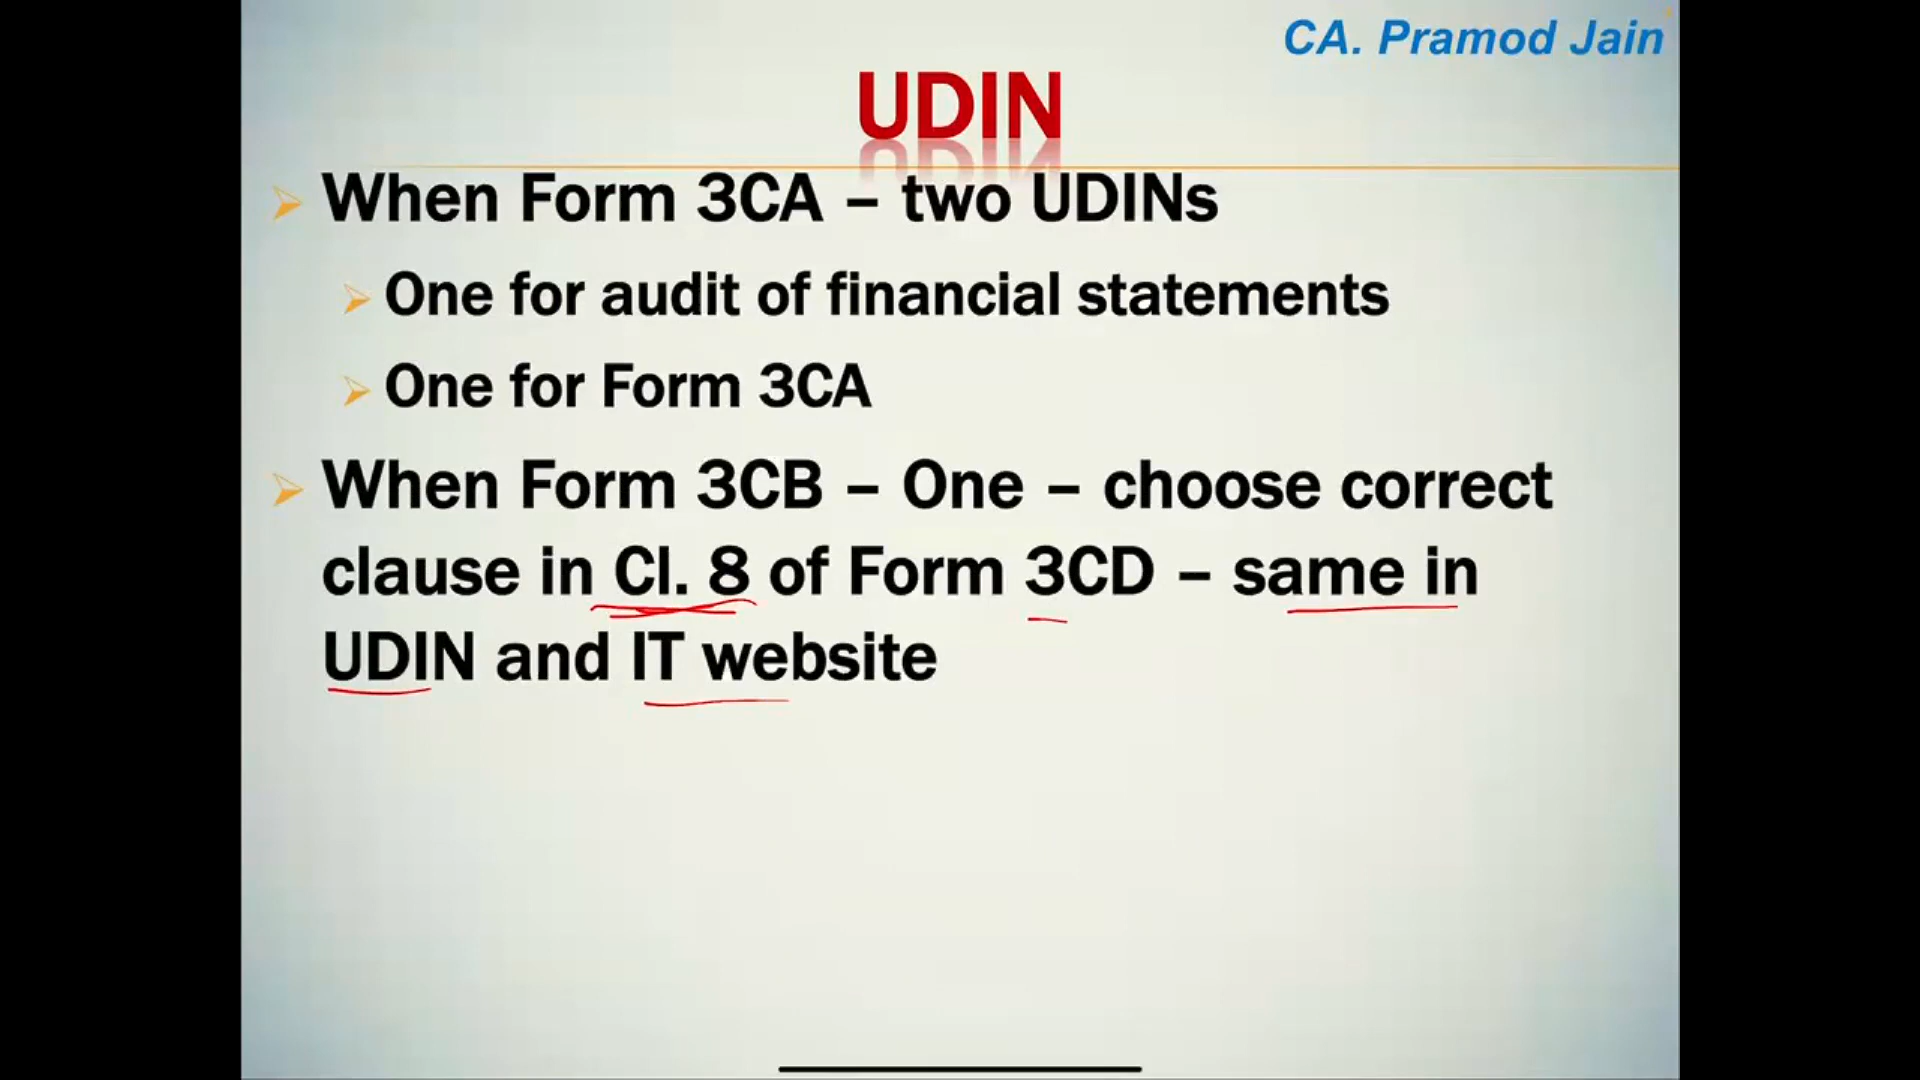 CA. Pramod Jain
UDIN
When Form 3CA – two UDINs
One for audit of financial statements
One for Form 3CA
When Form 3CB – One – choose correct
clause in Cl. 8 of Form 3CD – same in
UDIN and IT website